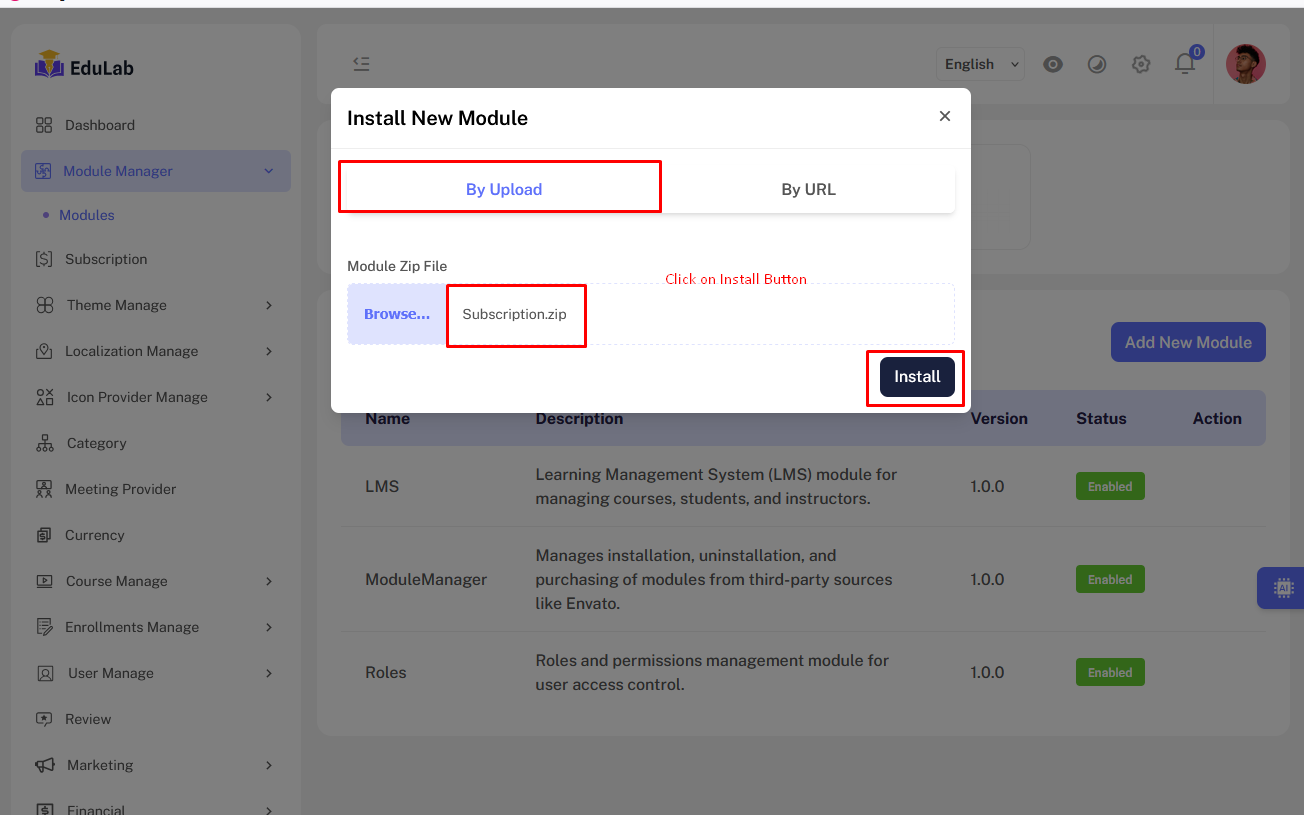 EduLab
English
0
Dashboard
Module Manager
Modules
Subscription
Theme Manage
Localization Manage
Icon Provider Manage
Category
Meeting Provider
Currency
Course Manage
Enrollments Manage
User Manage
Review
Marketing
Financial
Install New Module
By Upload
By URL
Module Zip File
Click on Install Button
Browse...
Subscription.zip
Install
Add New Module
Name Description Version Status Action
LMS
Learning Management System (LMS) module for
managing courses, students, and instructors.
1.0.0
Enabled
ModuleManager
Manages installation, uninstallation, and
purchasing of modules from third-party sources
like Envato.
1.0.0
Enabled
AI
Roles
Roles and permissions management module for
user access control.
1.0.0
Enabled